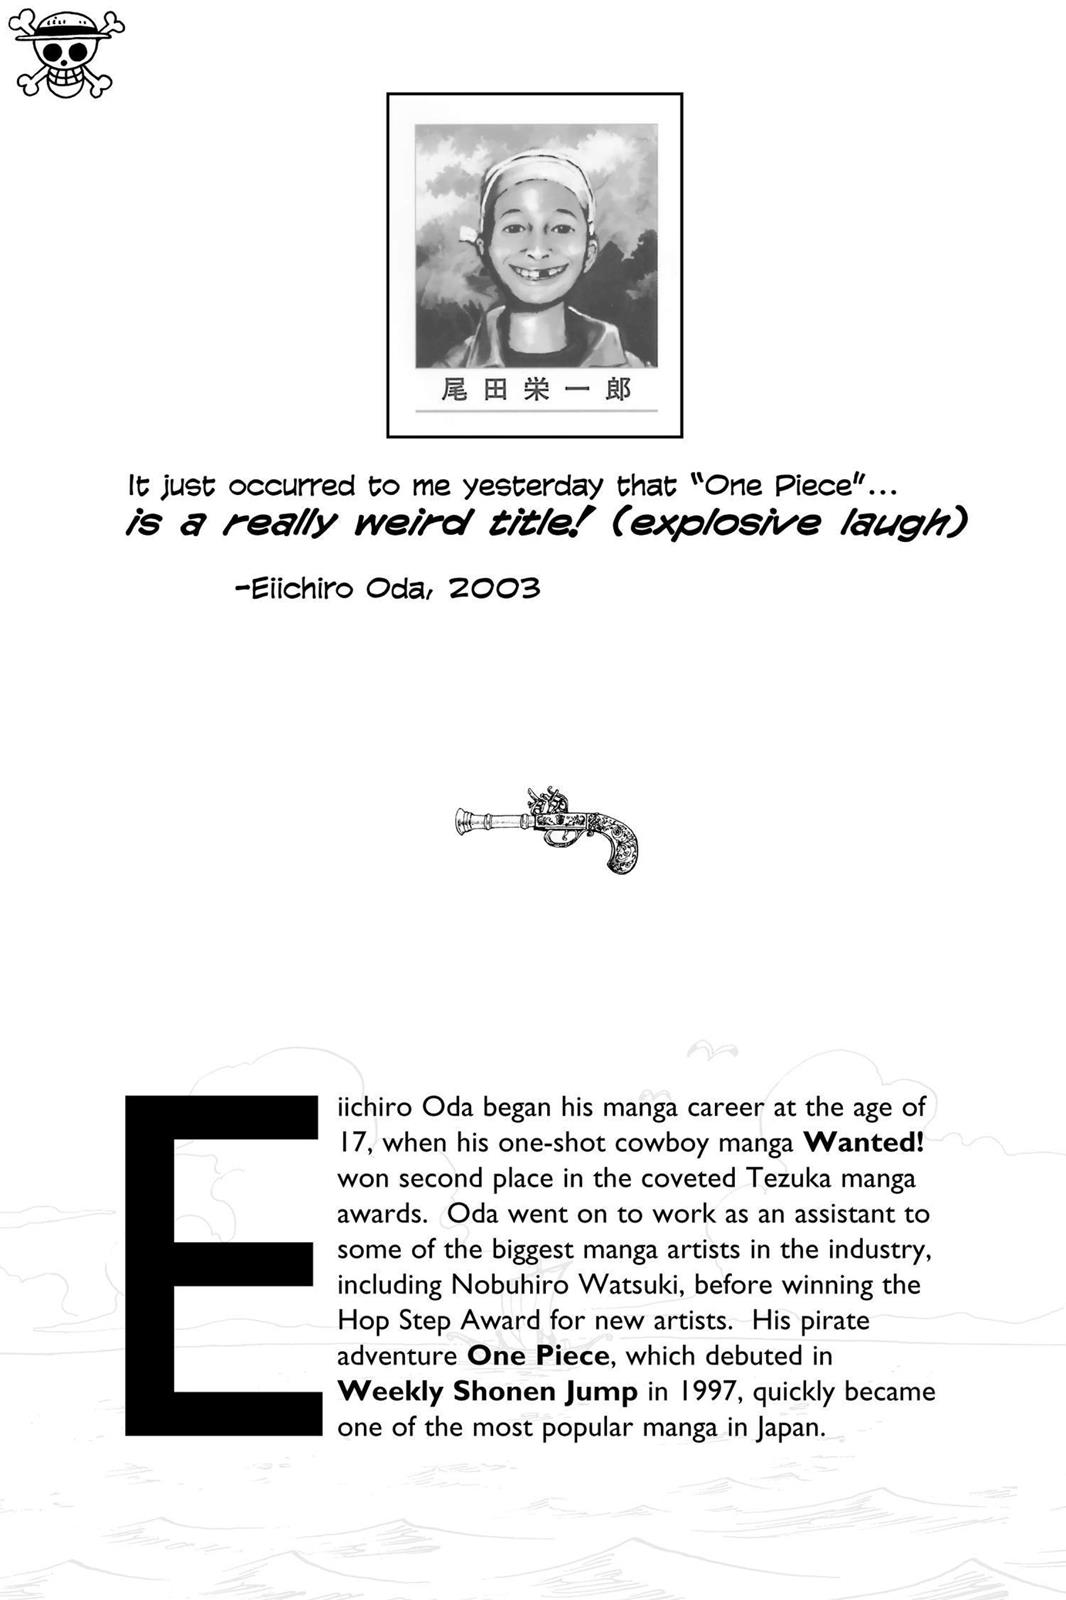 尾田栄一郎
It just occurred to me yesterday that “One Piece”...
is a really weird title! (explosive laugh)
-Eiichiro Oda, 2003
Eiichiro Oda began his manga career at the age of
17, when his one-shot cowboy manga Wanted!
won second place in the coveted Tezuka manga
awards. Oda went on to work as an assistant to
some of the biggest manga artists in the industry,
including Nobuhiro Watsuki, before winning the
Hop Step Award for new artists. His pirate
adventure One Piece, which debuted in
Weekly Shonen Jump in 1997, quickly became
one of the most popular manga in Japan.